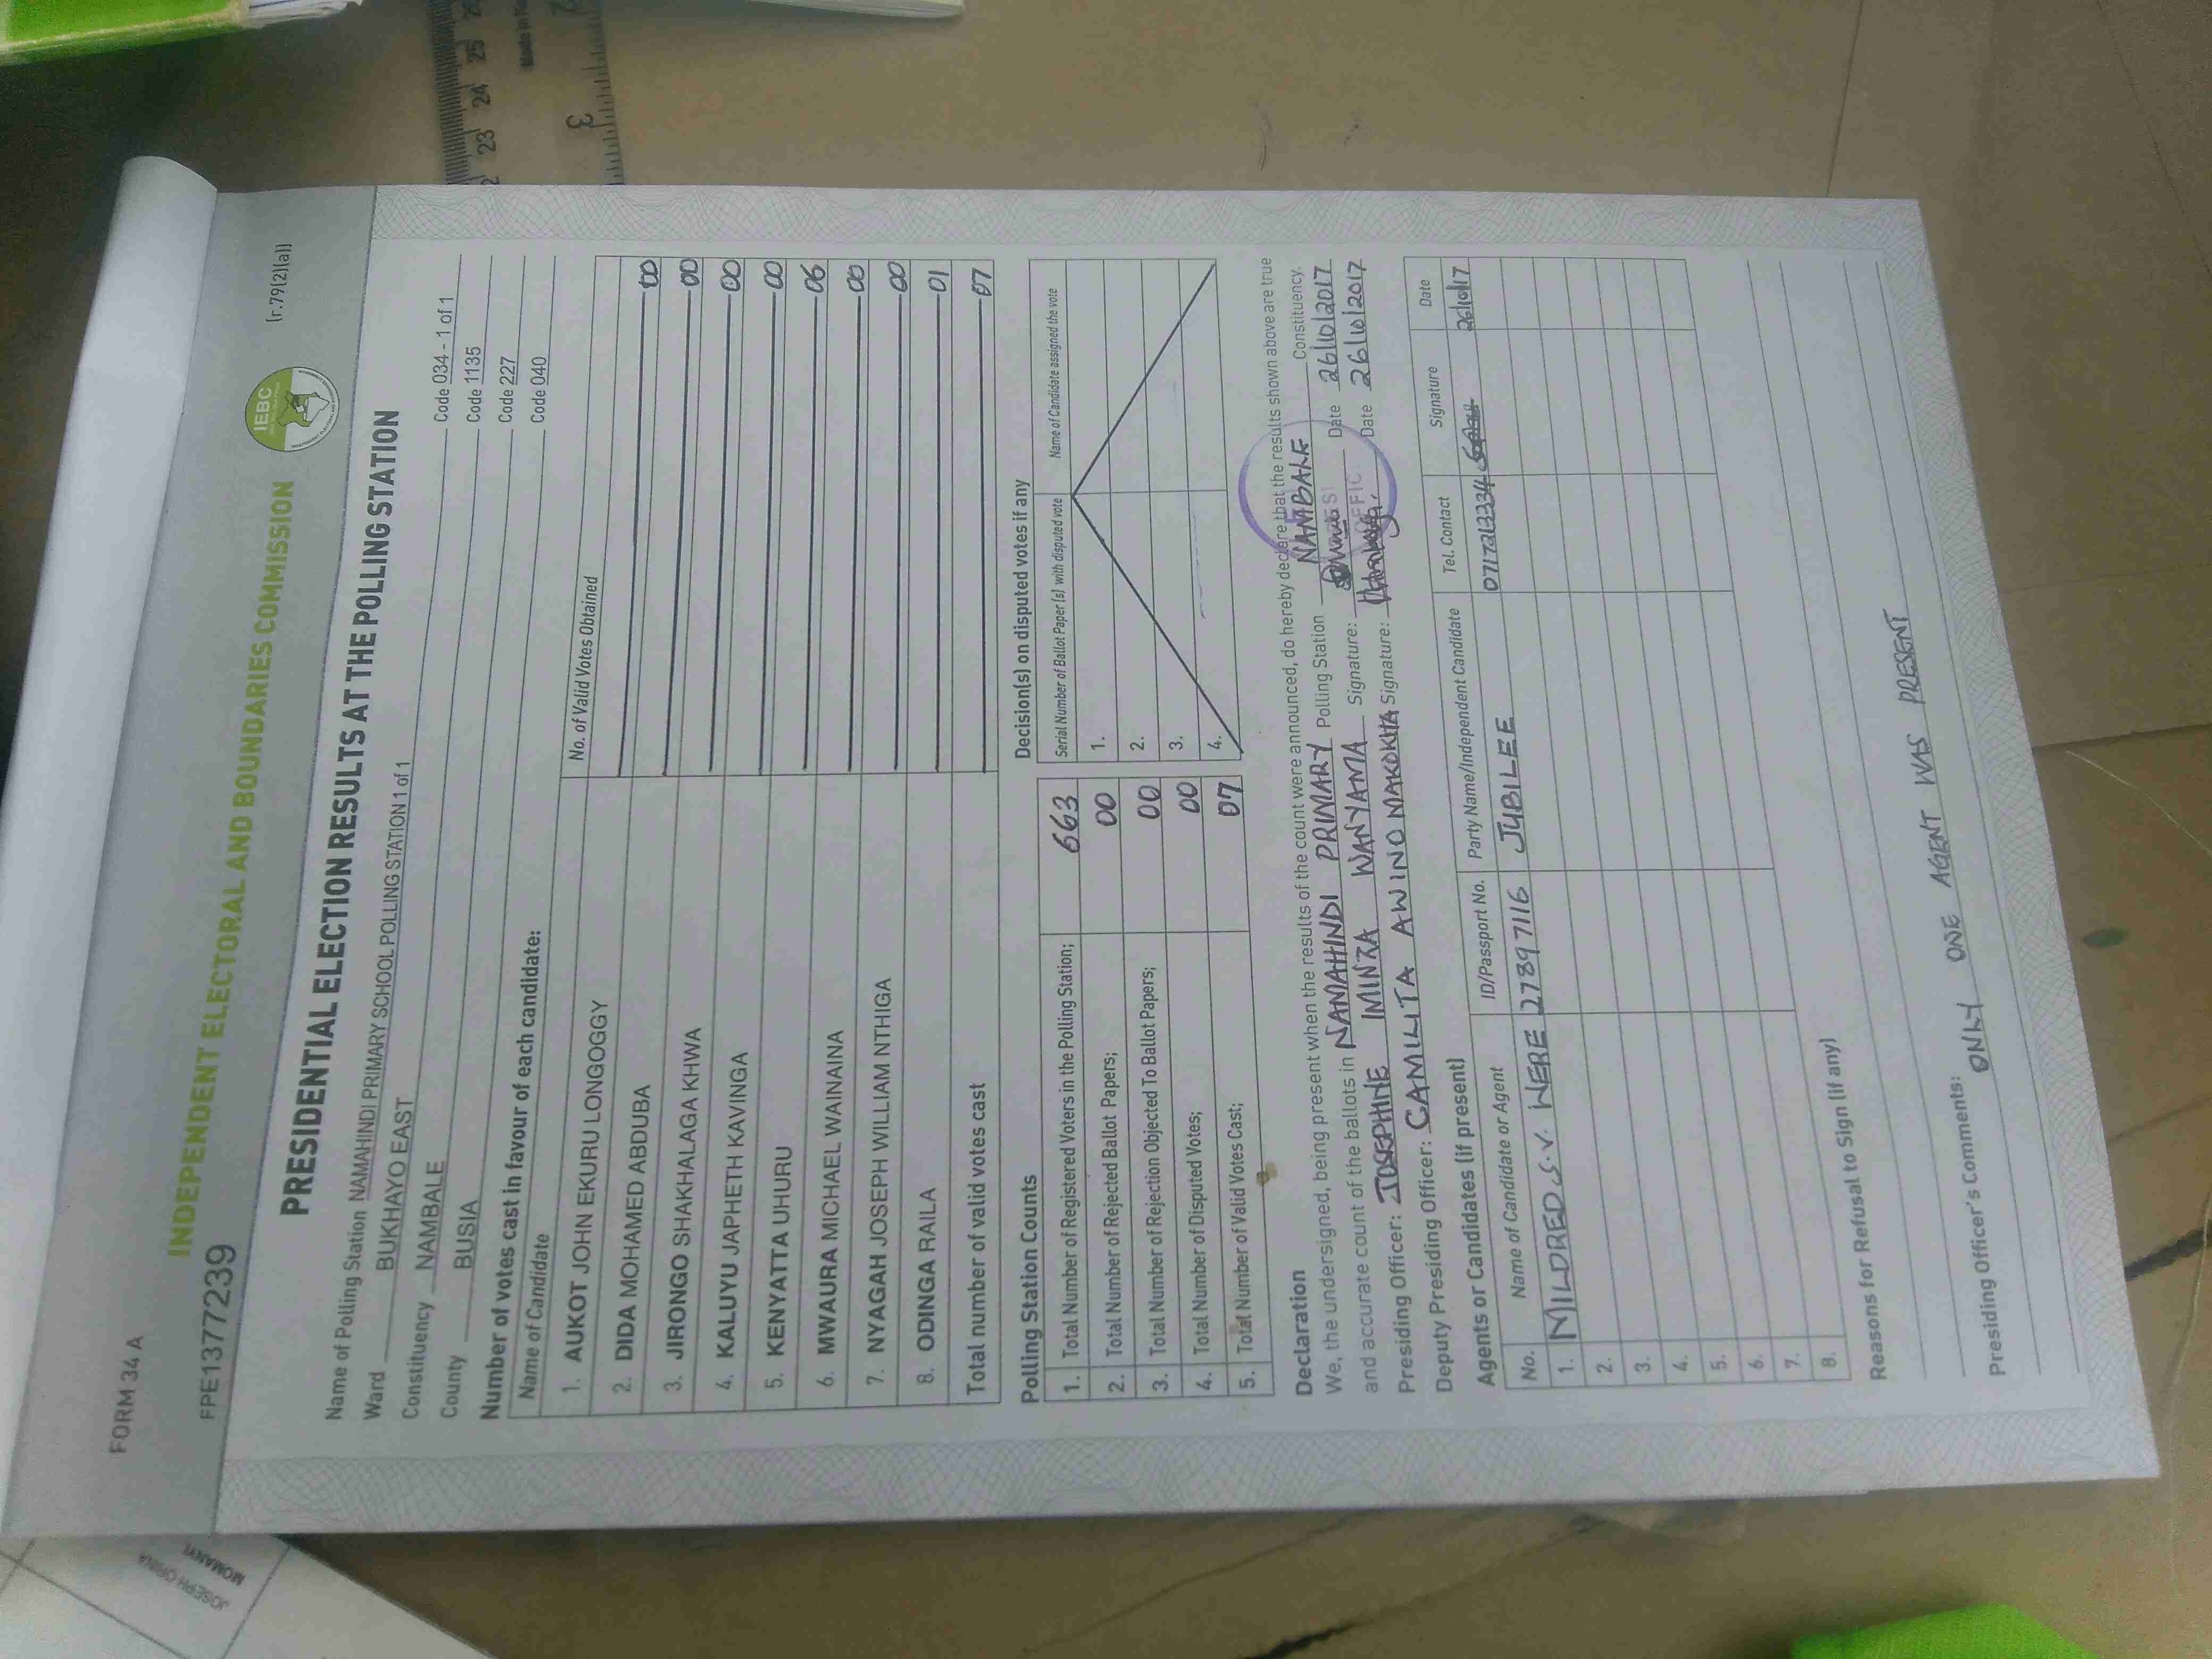 FORM 34 A
INDEPENDENT ELECTORAL AND BOUNDARIES COMMISSION
IEBC
FPE1377239
(r.79(2)(a))
PRESIDENTIAL ELECTION RESULTS AT THE POLLING STATION
Name of Polling Station NAMAHINDI PRIMARY SCHOOL POLLING STATION 1 of 1 Code 034 - 1 of 1
Ward BUKHAYO EAST Code 1135
Constituency NAMBALE Code 227
County BUSIA Code 040
Number of votes cast in favour of each candidate:
Name of Candidate No. of Valid Votes Obtained
1. AUKOT JOHN EKURU LONGOGGY 00
2. DIDA MOHAMED ABDUBA 00
3. JIRONGO SHAKHALAGA KHWA 00
4. KALUYU JAPHETH KAVINGA 00
5. KENYATTA UHURU 06
6. MWAURA MICHAEL WAINAINA 00
7. NYAGAH JOSEPH WILLIAM NTHIGA 00
8. ODINGA RAILA 01
Total number of valid votes cast 07
Polling Station Counts
1. Total Number of Registered Voters in the Polling Station; 663
2. Total Number of Rejected Ballot Papers; 00
3. Total Number of Rejection Objected To Ballot Papers; 00
4. Total Number of Disputed Votes; 00
5. Total Number of Valid Votes Cast; 07
Decision(s) on disputed votes if any
Serial Number of Ballot Paper (s) with disputed vote Name of Candidate assigned the vote
1.
2.
3.
4.
Declaration
We, the undersigned, being present when the results of the count were announced, do hereby declare that the results shown above are true
and accurate count of the ballots in NAMAHINDI PRIMARY Polling Station NAMBALE Constituency.
Presiding Officer: JOSEPHINE IMINZA WANYAMA Signature: Date 26/10/2017
Deputy Presiding Officer: CAMILITA AWINO MAKOKHA Signature: Date 26/10/2017
Agents or Candidates (if present)
No. Name of Candidate or Agent ID/Passport No. Party Name/Independent Candidate Tel. Contact Signature Date
1. MILDRED S.V. WERE 27897116 JUBILEE 0717213334 26/10/17
2.
3.
4.
5.
6.
7.
8.
Reasons for Refusal to Sign (if any)
Presiding Officer's Comments:
ONLY ONE AGENT WAS PRESENT
23 24 25
3
JOSEPH
MOMANYI